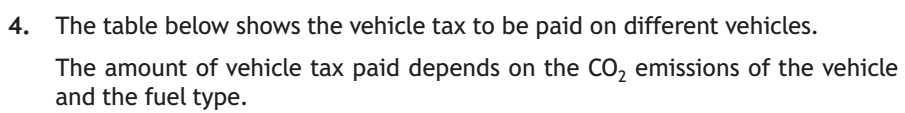 4. The table below shows the vehicle tax to be paid on different vehicles.
The amount of vehicle tax paid depends on the CO₂ emissions of the vehicle
and the fuel type.